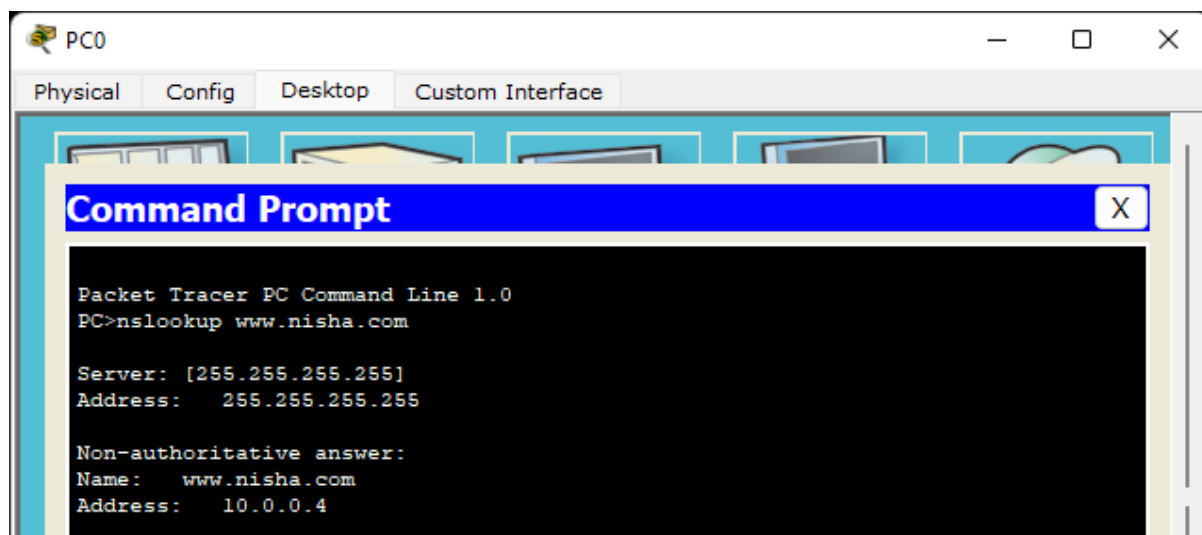 PC0
Physical Config Desktop Custom Interface
Command Prompt X
Packet Tracer PC Command Line 1.0
PC>nslookup www.nisha.com
Server: [255.255.255.255]
Address: 255.255.255.255
Non-authoritative answer:
Name: www.nisha.com
Address: 10.0.0.4